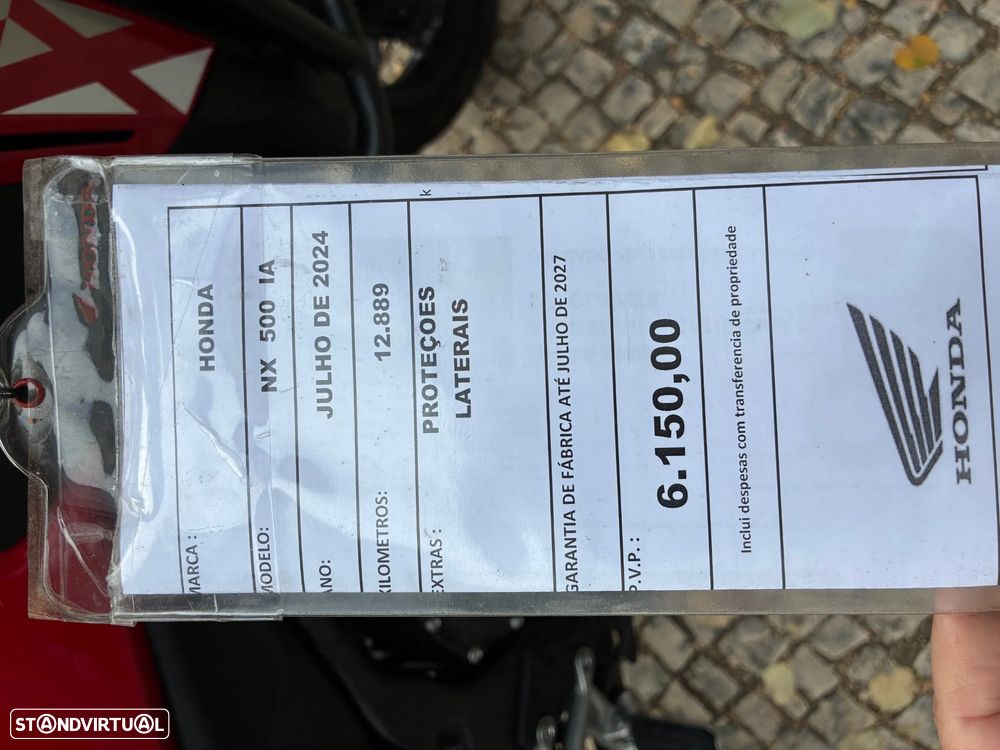 HONDA
MARCA :
HONDA
MODELO:
NX 500 IA
ANO:
JULHO DE 2024
KILOMETROS:
12.889
k
EXTRAS :
PROTEÇOES
LATERAIS
GARANTIA DE FÁBRICA ATÉ JULHO DE 2027
P.V.P. :
6.150,00
Inclui despesas com transferencia de propriedade
HONDA
STANDVIRTUAL